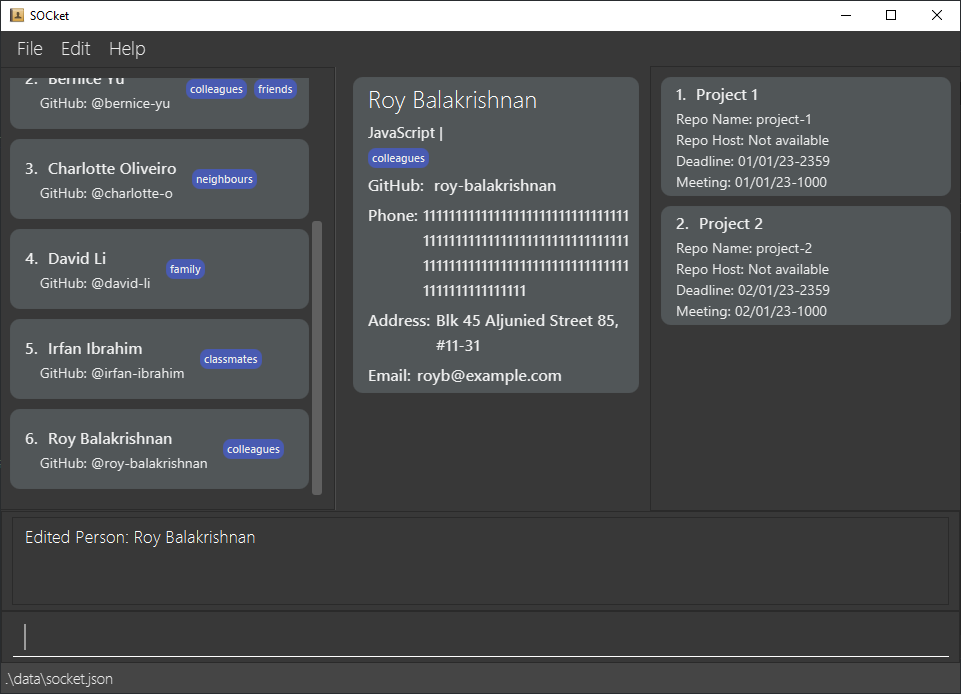 SOCket
File Edit Help
2. Bernice Yu
colleagues friends
GitHub: @bernice-yu
3. Charlotte Oliveiro
neighbours
GitHub: @charlotte-o
4. David Li
family
GitHub: @david-li
5. Irfan Ibrahim
classmates
GitHub: @irfan-ibrahim
6. Roy Balakrishnan
colleagues
GitHub: @roy-balakrishnan
Roy Balakrishnan
JavaScript |
colleagues
GitHub: roy-balakrishnan
Phone: 11111111111111111111111111111111
11111111111111111111111111111111
11111111111111111111111111111111
1111111111111111
Address: Blk 45 Aljunied Street 85,
#11-31
Email: royb@example.com
1. Project 1
Repo Name: project-1
Repo Host: Not available
Deadline: 01/01/23-2359
Meeting: 01/01/23-1000
2. Project 2
Repo Name: project-2
Repo Host: Not available
Deadline: 02/01/23-2359
Meeting: 02/01/23-1000
Edited Person: Roy Balakrishnan
.\data\socket.json